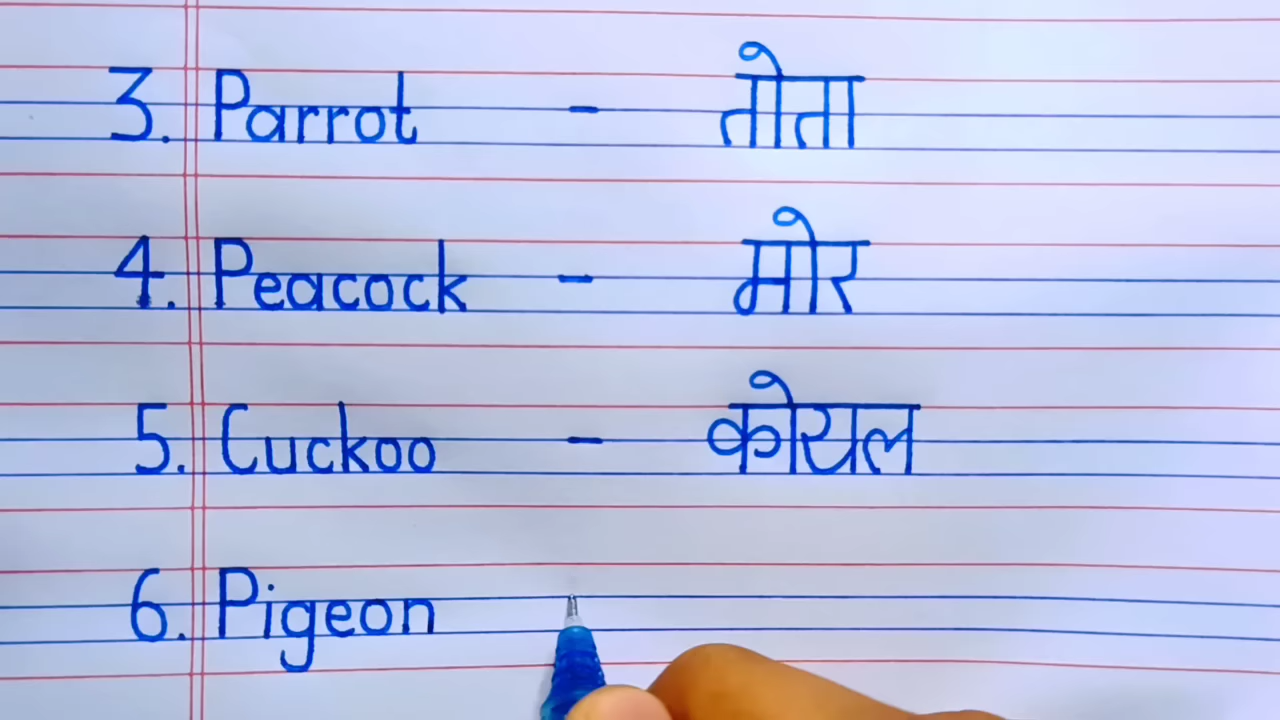 3. Parrot - तोता
4. Peacock - मोर
5. Cuckoo - कोयल
6. Pigeon